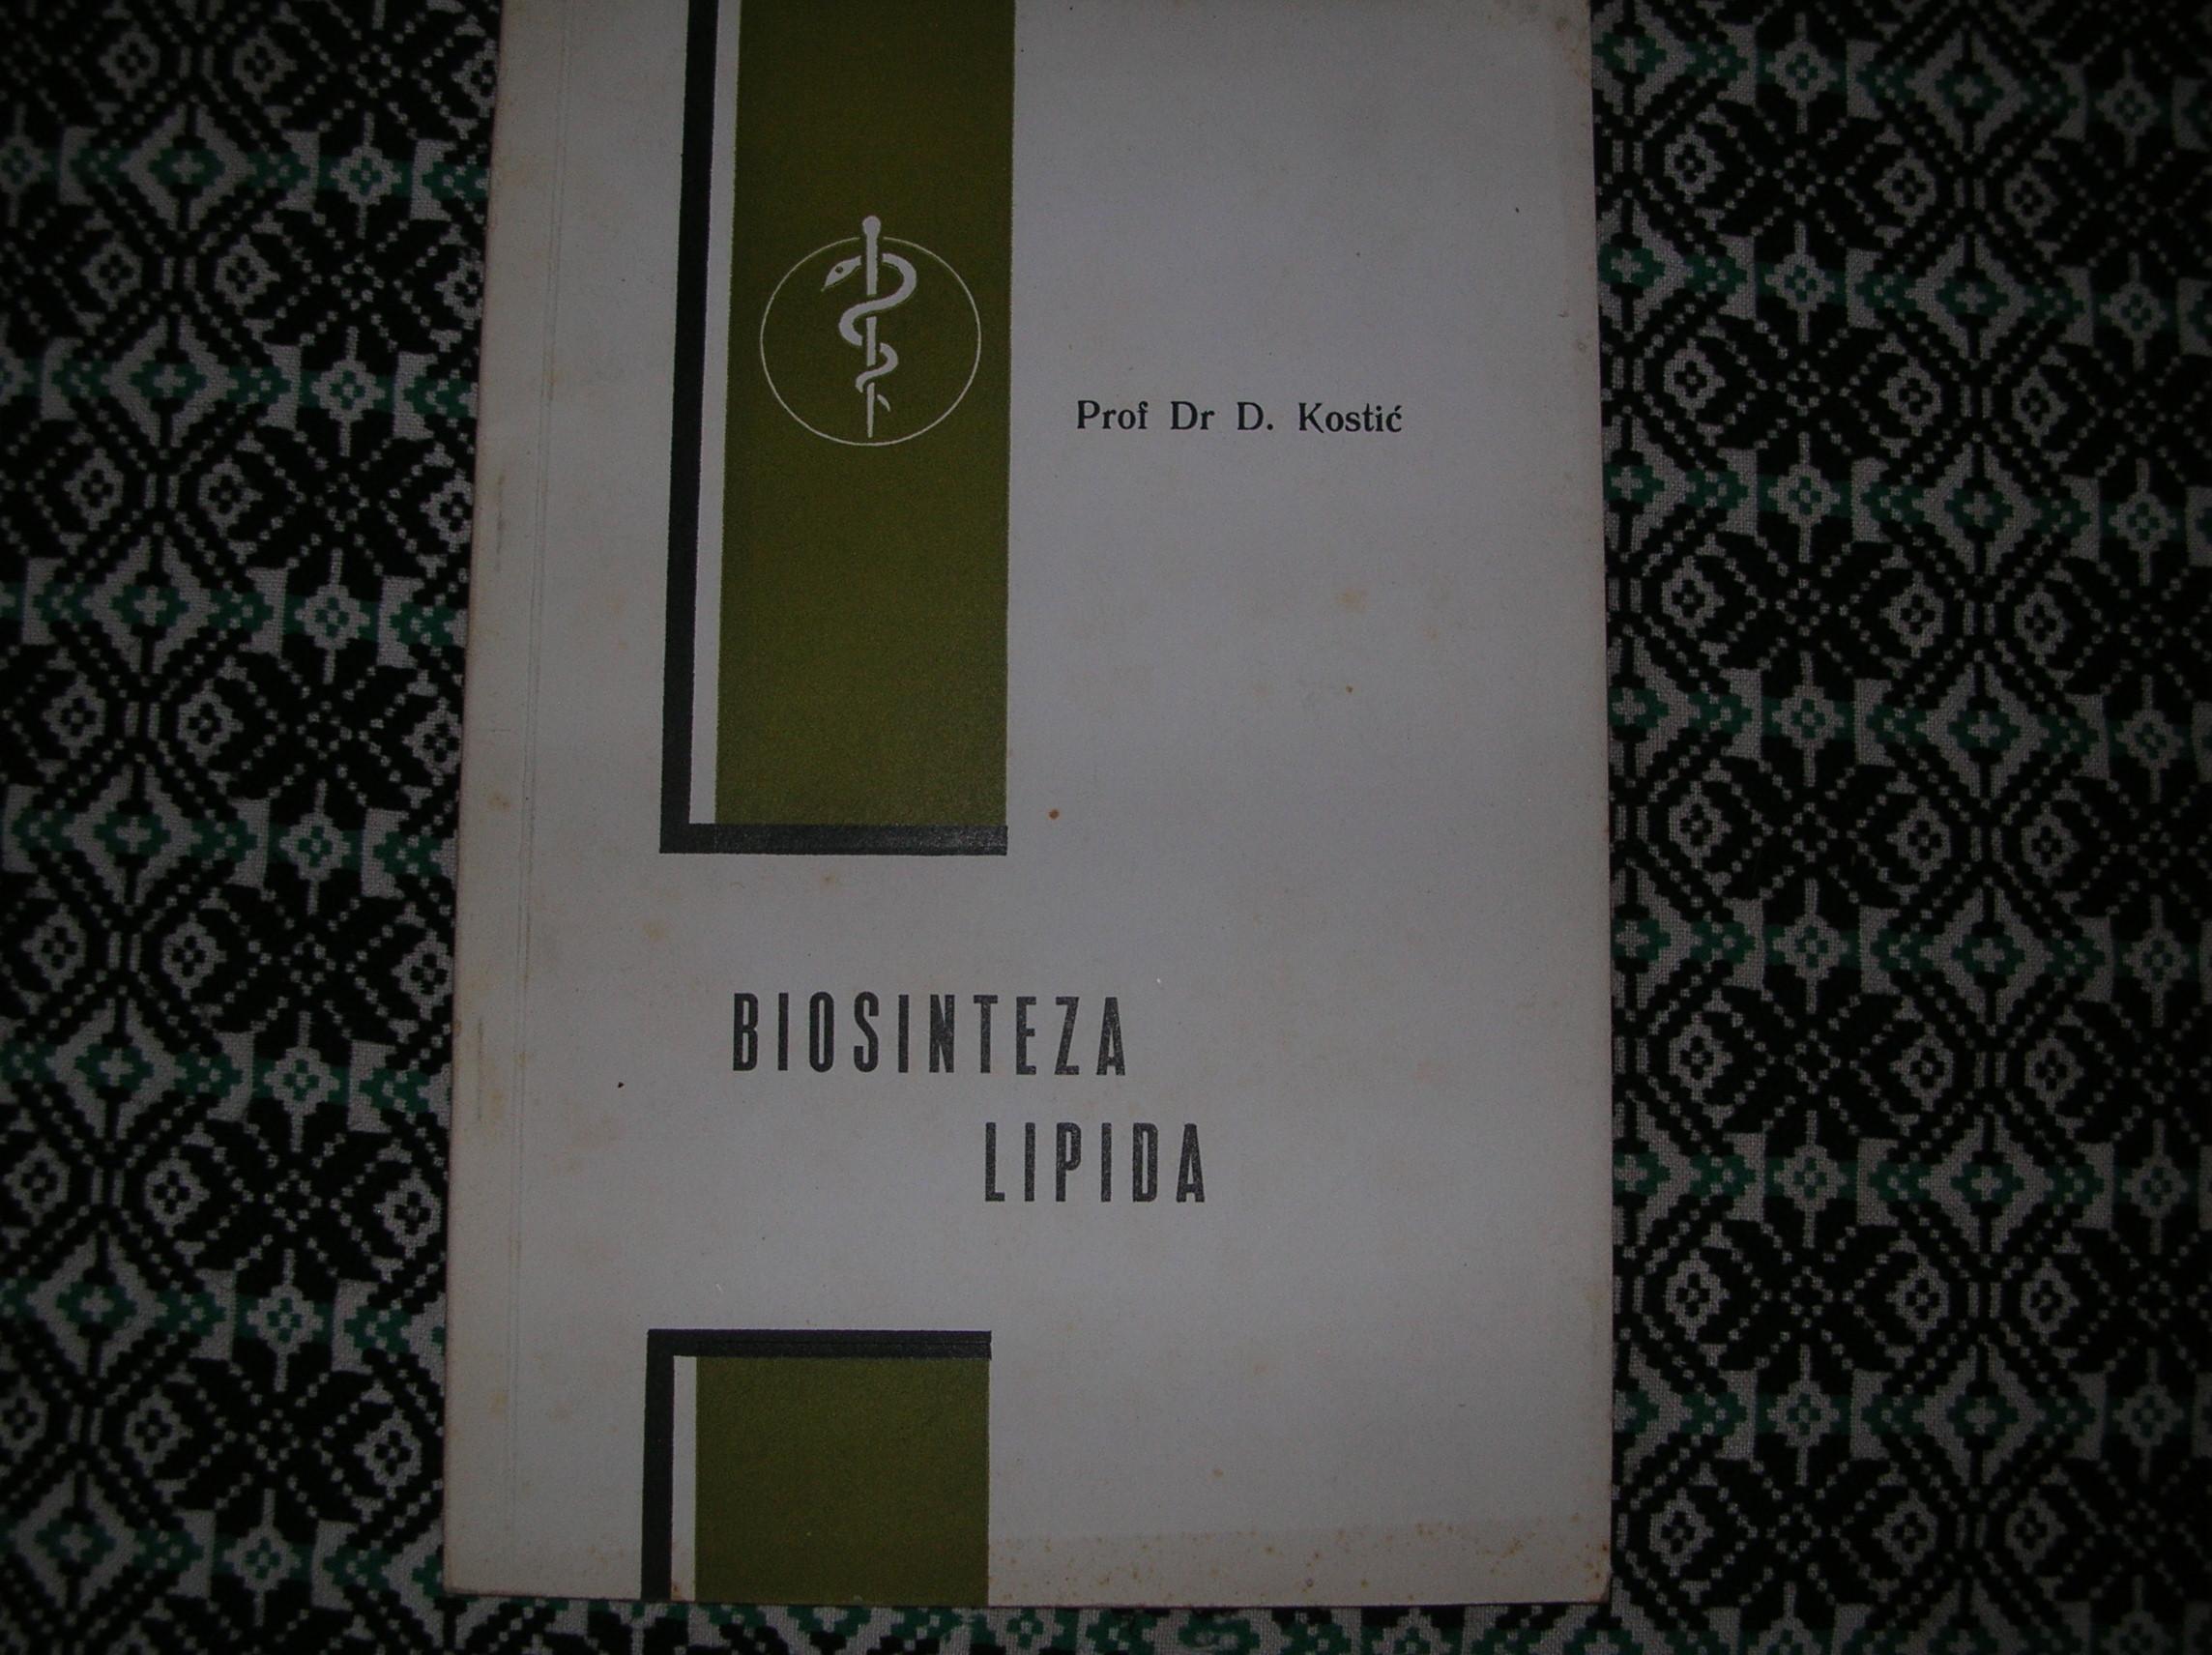 Prof Dr D. Kostić
BIOSINTEZA
LIPIDA